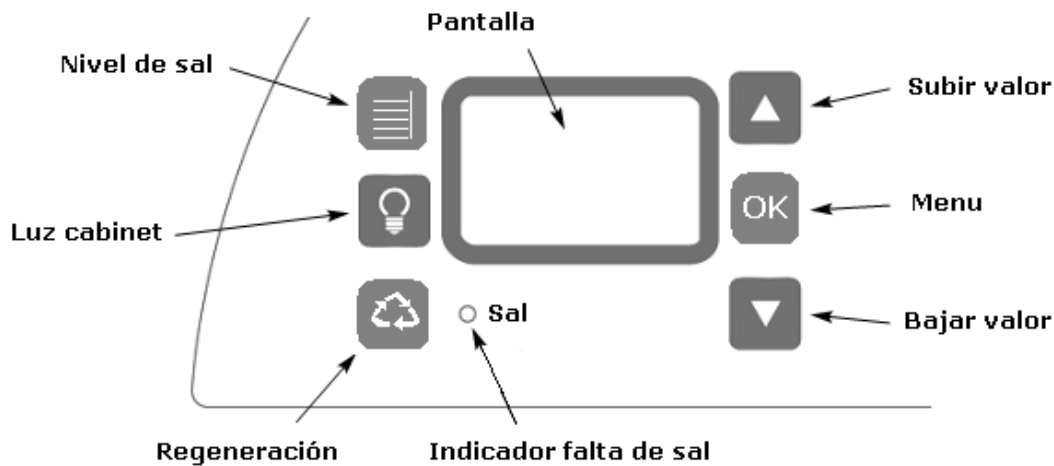 Pantalla
Nivel de sal
Subir valor
OK
Menu
Luz cabinet
Sal
Bajar valor
Regeneración
Indicador falta de sal